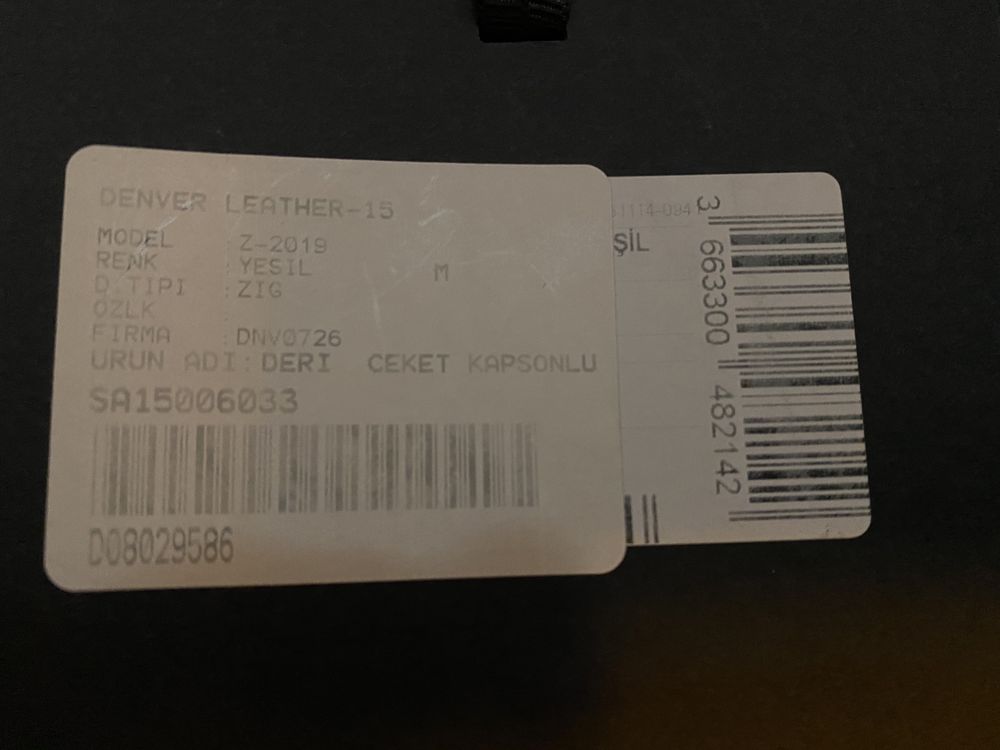 DENVER LEATHER-15
MODEL : Z-2019
RENK : YESIL M
D.TIPI : ZIG
OZLK
FIRMA : DNV0726
URUN ADI: DERI CEKET KAPSONLU
SA15006033
D08029586
ŞİL
3 663300 482142